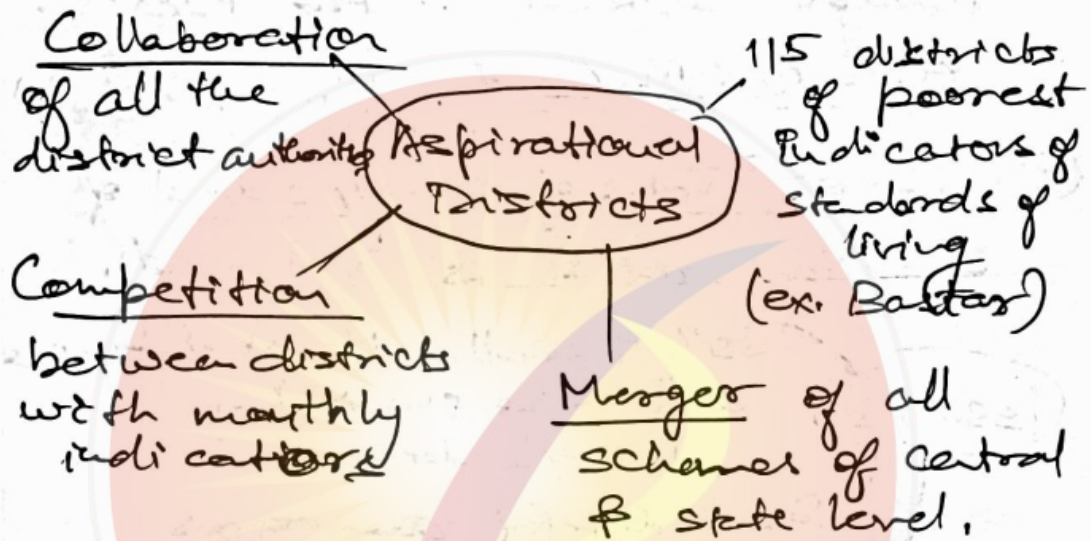 Collaboration
of all the
district authority
Aspirational
Districts
115 districts
of poorest
indicators of
standards of
living
(ex. Bastar)
Competition
between districts
with monthly
indicators
Merger of all
schemes of central
& state level.